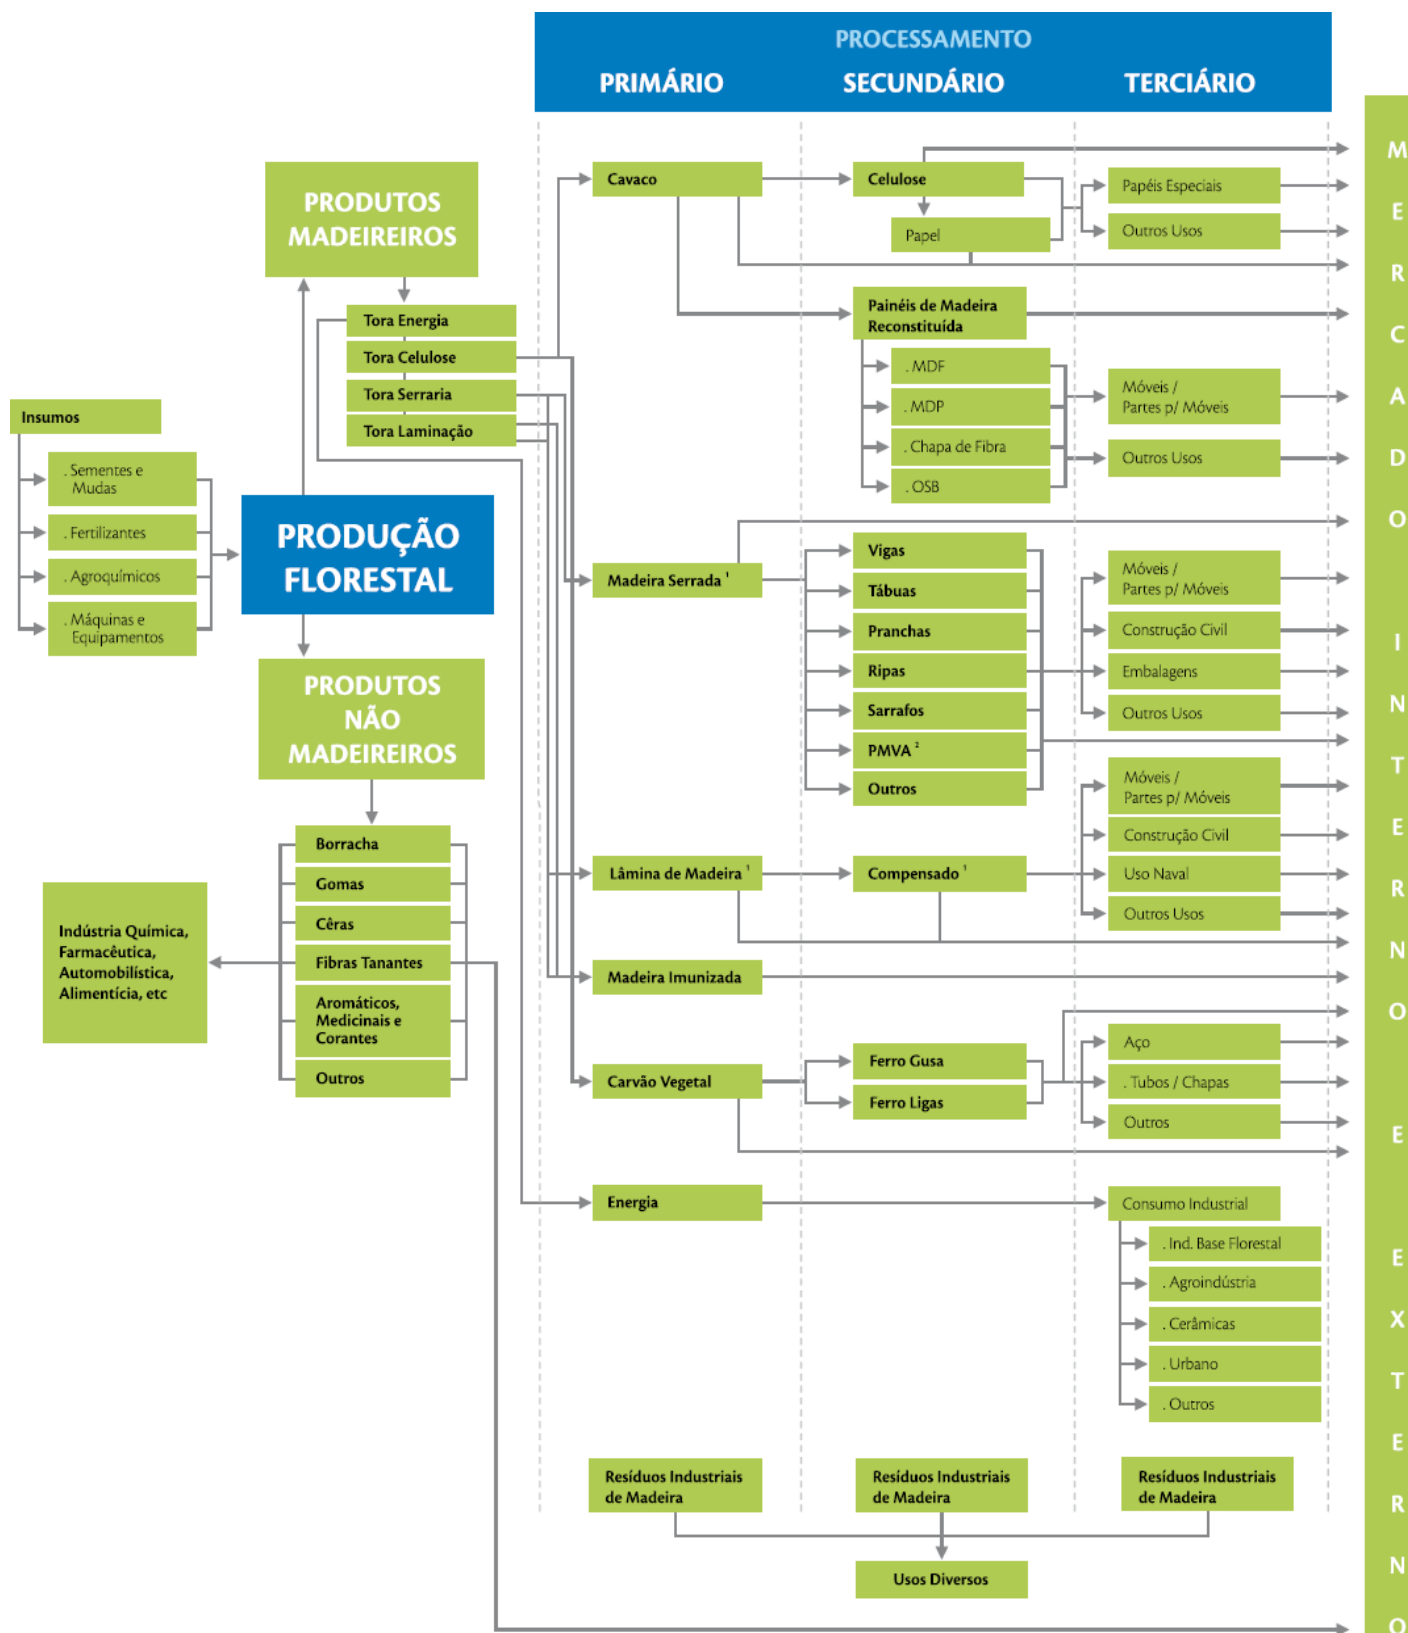 PROCESSAMENTO
PRIMÁRIO
SECUNDÁRIO
TERCIÁRIO
PRODUTOS
MADEIREIROS
Tora Energia
Tora Celulose
Tora Serraria
Tora Laminação
Insumos
. Sementes e
Mudas
. Fertilizantes
. Agroquímicos
. Máquinas e
Equipamentos
PRODUÇÃO
FLORESTAL
PRODUTOS
NÃO
MADEIREIROS
Borracha
Gomas
Cêras
Fibras Tanantes
Aromáticos,
Medicinais e
Corantes
Outros
Indústria Química,
Farmacêutica,
Automobilística,
Alimentícia, etc
Cavaco
Celulose
Papel
Papéis Especiais
Outros Usos
Painéis de Madeira
Reconstituída
. MDF
. MDP
. Chapa de Fibra
. OSB
Móveis /
Partes p/ Móveis
Outros Usos
Madeira Serrada ¹
Vigas
Tábuas
Pranchas
Ripas
Sarrafos
PMVA ²
Outros
Móveis /
Partes p/ Móveis
Construção Civil
Embalagens
Outros Usos
Lâmina de Madeira ¹
Compensado ¹
Móveis /
Partes p/ Móveis
Construção Civil
Uso Naval
Outros Usos
Madeira Imunizada
Carvão Vegetal
Ferro Gusa
Ferro Ligas
Aço
. Tubos / Chapas
Outros
Energia
Consumo Industrial
. Ind. Base Florestal
. Agroindústria
. Cerâmicas
. Urbano
. Outros
Resíduos Industriais
de Madeira
Resíduos Industriais
de Madeira
Resíduos Industriais
de Madeira
Usos Diversos
MERCADO INTERNO E EXTERNO